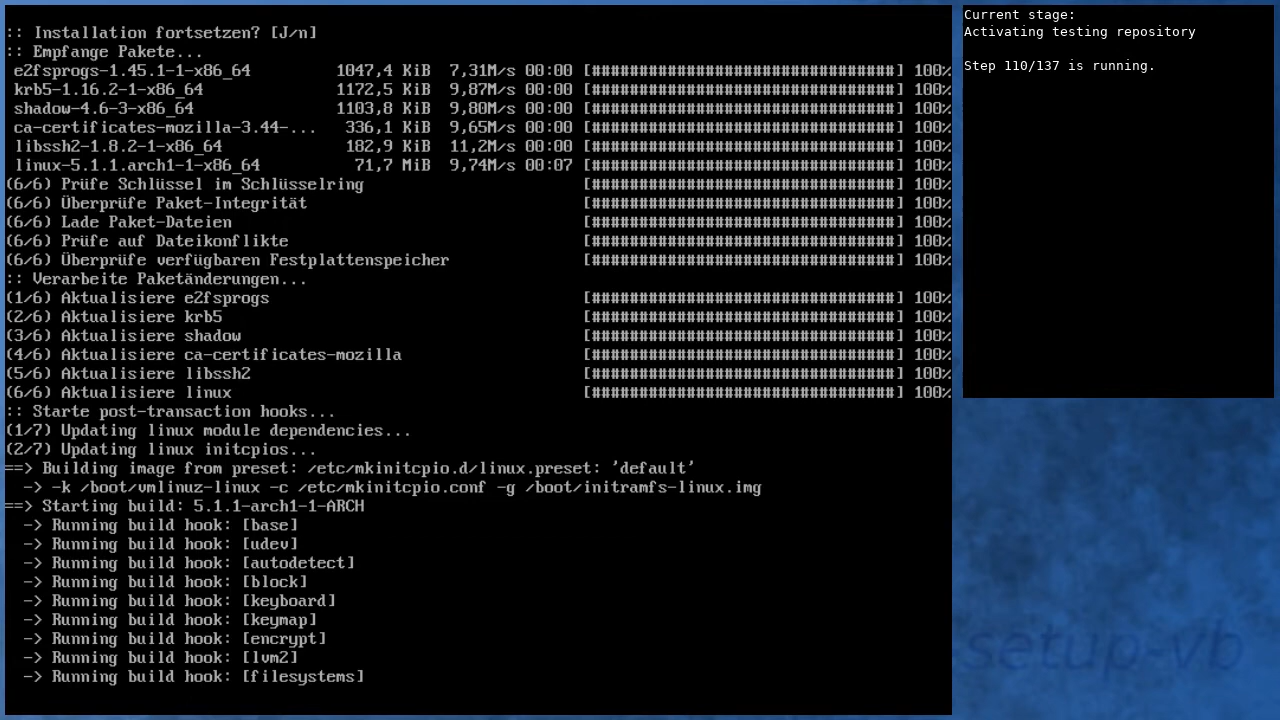 :: Installation fortsetzen? [J/n]
:: Empfange Pakete...
e2fsprogs-1.45.1-1-x86_64 1047,4 KiB 7,31M/s 00:00 [################################] 100%
krb5-1.16.2-1-x86_64 1172,5 KiB 9,87M/s 00:00 [################################] 100%
shadow-4.6-3-x86_64 1103,8 KiB 9,80M/s 00:00 [################################] 100%
ca-certificates-mozilla-3.44-... 336,1 KiB 9,65M/s 00:00 [################################] 100%
libssh2-1.8.2-1-x86_64 182,9 KiB 11,2M/s 00:00 [################################] 100%
linux-5.1.1.arch1-1-x86_64 71,7 MiB 9,74M/s 00:07 [################################] 100%
(6/6) Prüfe Schlüssel im Schlüsselring [################################] 100%
(6/6) Überprüfe Paket-Integrität [################################] 100%
(6/6) Lade Paket-Dateien [################################] 100%
(6/6) Prüfe auf Dateikonflikte [################################] 100%
(6/6) Überprüfe verfügbaren Festplattenspeicher [################################] 100%
:: Verarbeite Paketänderungen...
(1/6) Aktualisiere e2fsprogs [################################] 100%
(2/6) Aktualisiere krb5 [################################] 100%
(3/6) Aktualisiere shadow [################################] 100%
(4/6) Aktualisiere ca-certificates-mozilla [################################] 100%
(5/6) Aktualisiere libssh2 [################################] 100%
(6/6) Aktualisiere linux [################################] 100%
:: Starte post-transaction hooks...
(1/7) Updating linux module dependencies...
(2/7) Updating linux initcpios...
==> Building image from preset: /etc/mkinitcpio.d/linux.preset: 'default'
-> -k /boot/vmlinuz-linux -c /etc/mkinitcpio.conf -g /boot/initramfs-linux.img
==> Starting build: 5.1.1-arch1-1-ARCH
-> Running build hook: [base]
-> Running build hook: [udev]
-> Running build hook: [autodetect]
-> Running build hook: [block]
-> Running build hook: [keyboard]
-> Running build hook: [keymap]
-> Running build hook: [encrypt]
-> Running build hook: [lvm2]
-> Running build hook: [filesystems]
Current stage:
Activating testing repository
Step 110/137 is running.
setup-vb